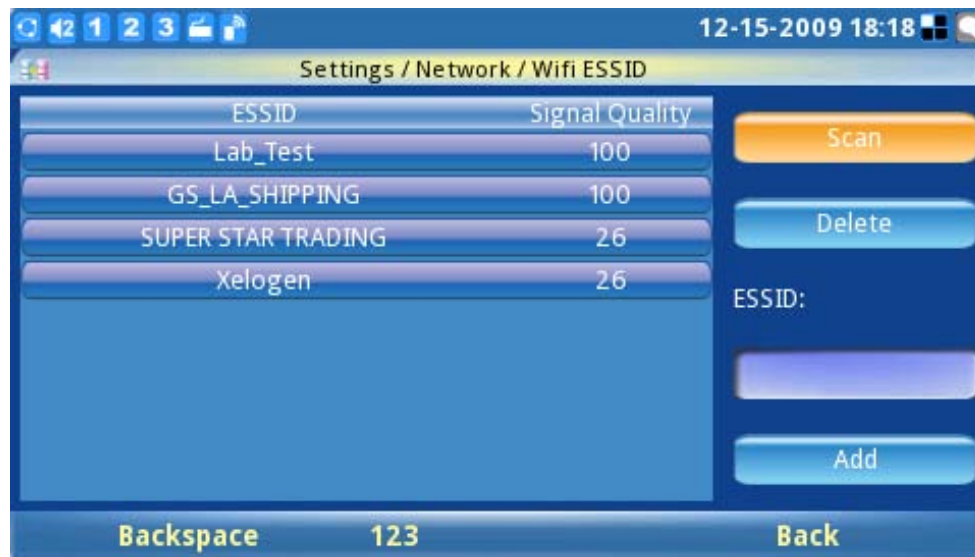 2 1 2 3 12-15-2009 18:18
Settings / Network / Wifi ESSID
ESSID Signal Quality
Lab_Test 100
GS_LA_SHIPPING 100
SUPER STAR TRADING 26
Xelogen 26
Scan
Delete
ESSID:
Add
Backspace 123 Back